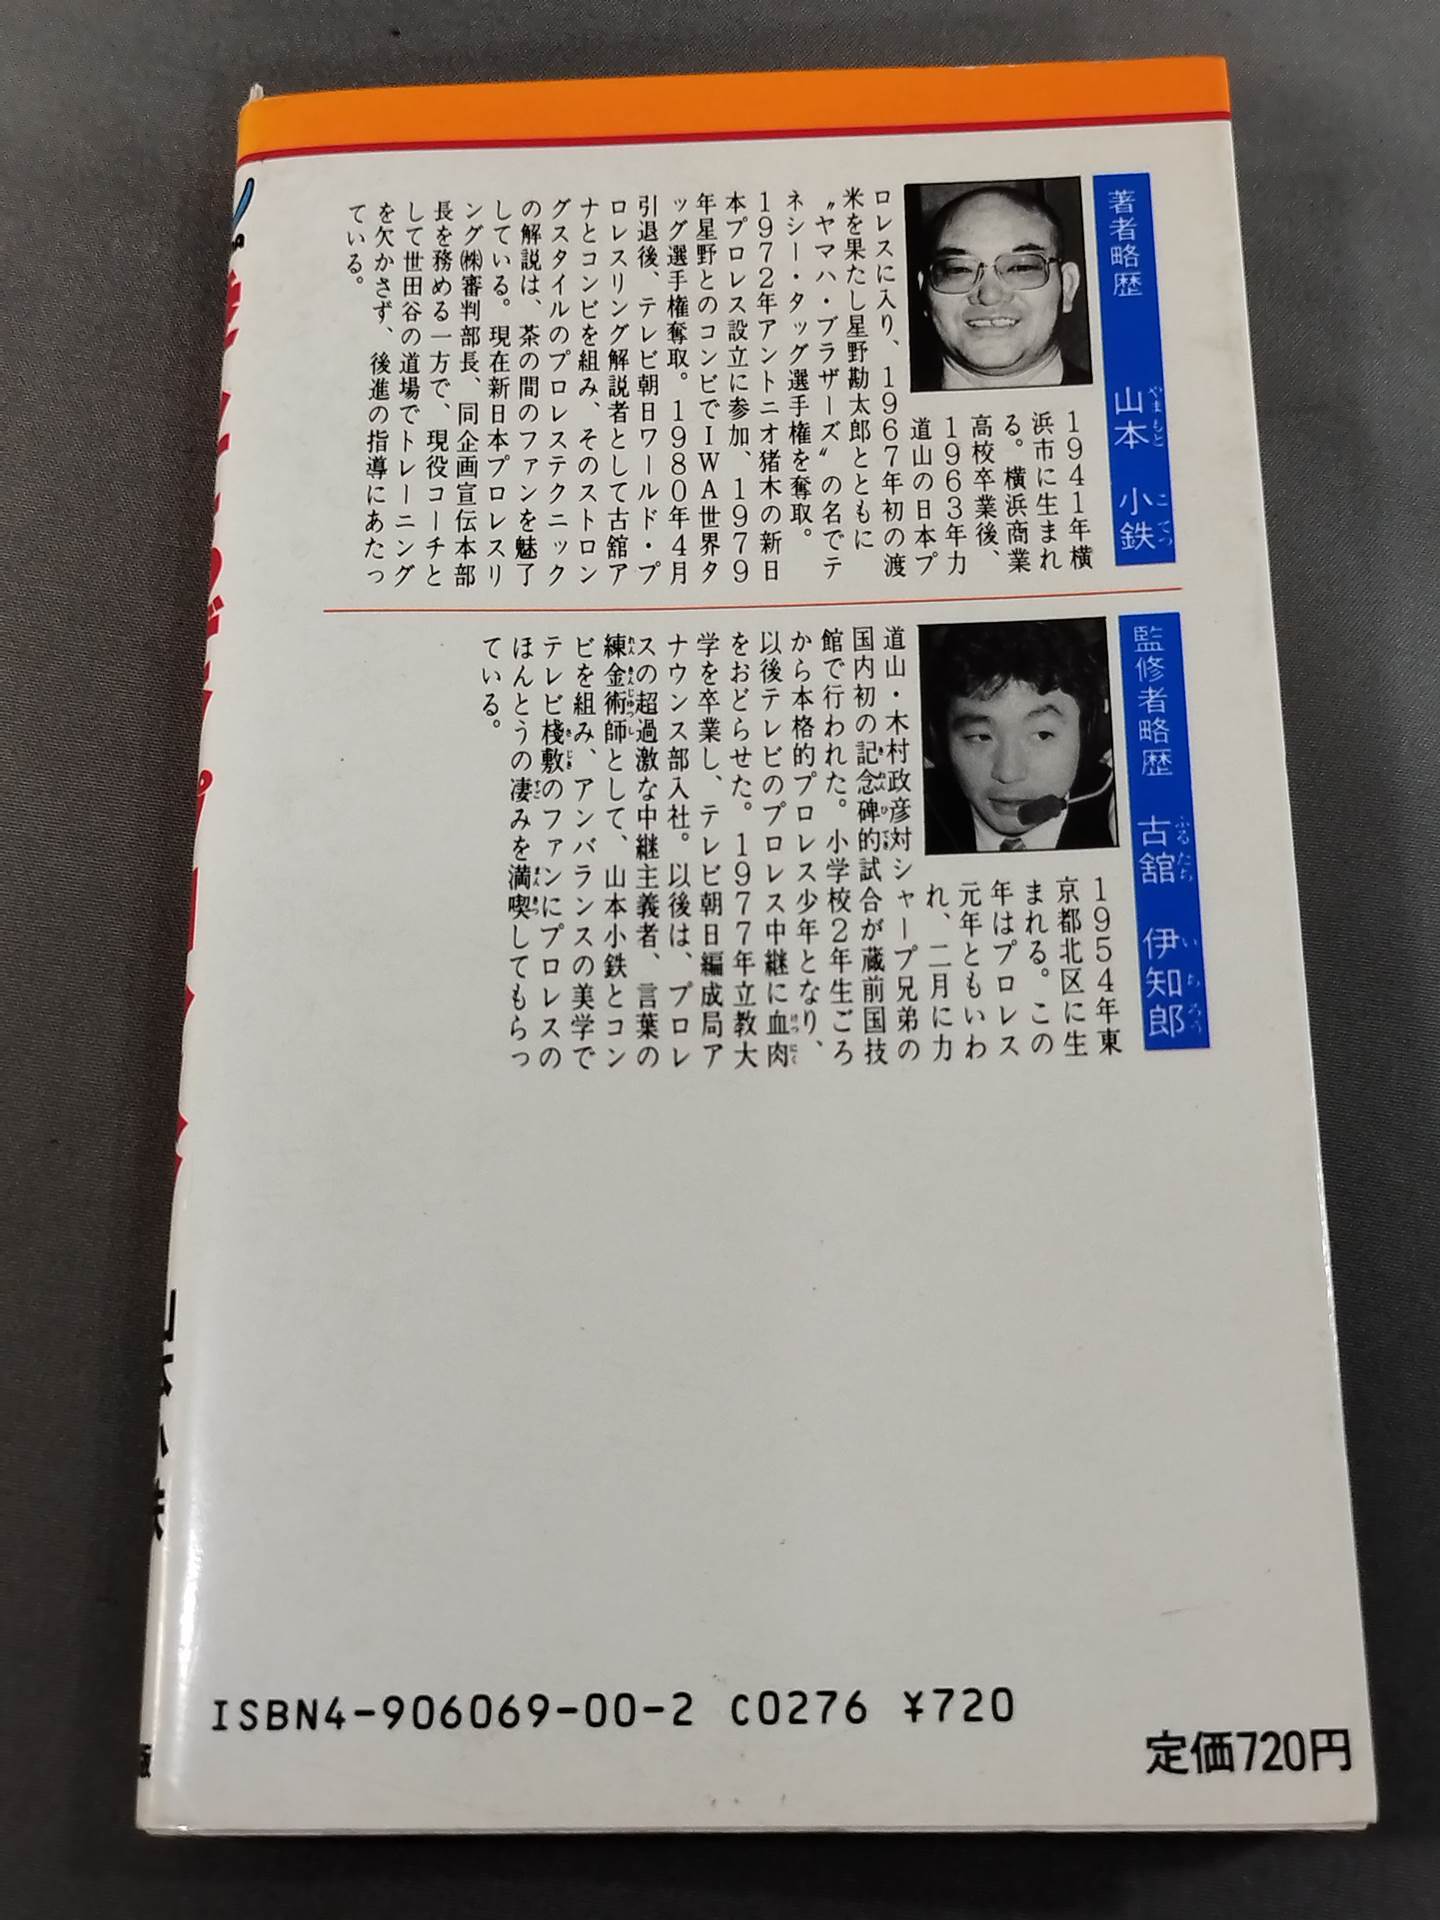 著者略歴　山本　小鉄
やまもと　こてつ
1941年横
浜市に生まれ
る。横浜商業
高校卒業後、
1963年力
道山の日本プ
ロレスに入り、1967年初の渡
米を果たし星野勘太郎とともに
〝ヤマハ・ブラザーズ〟の名でテ
ネシー・タッグ選手権を奪取。
1972年アントニオ猪木の新日
本プロレス設立に参加、1979
年星野とのコンビでIWA世界タ
ッグ選手権奪取。1980年4月
引退後、テレビ朝日ワールド・プ
ロレスリング解説者として古舘ア
ナとコンビを組み、そのストロン
グスタイルのプロレステクニック
の解説は、茶の間のファンを魅了
している。現在新日本プロレスリ
ング㈱審判部長、同企画宣伝本部
長を務める一方で、現役コーチと
して世田谷の道場でトレーニング
を欠かさず、後進の指導にあたっ
ている。
監修者略歴　古舘　伊知郎
ふるたち　いちろう
1954年東
京都北区に生
まれる。この
年はプロレス
元年ともいわ
れ、二月に力
道山・木村政彦対シャープ兄弟の
国内初の記念碑的試合が蔵前国技
館で行われた。小学校2年生ごろ
から本格的プロレス少年となり、
以後テレビのプロレス中継に血肉
をおどらせた。1977年立教大
学を卒業し、テレビ朝日編成局ア
ナウンス部入社。以後は、プロレ
スの超過激な中継主義者、言葉の
練金術師として、山本小鉄とコン
ビを組み、アンバランスの美学で
テレビ棧敷のファンにプロレスの
ほんとうの凄みを満喫してもらっ
ている。
ISBN4-906069-00-2 C0276 ¥720
定価720円
山本小鉄